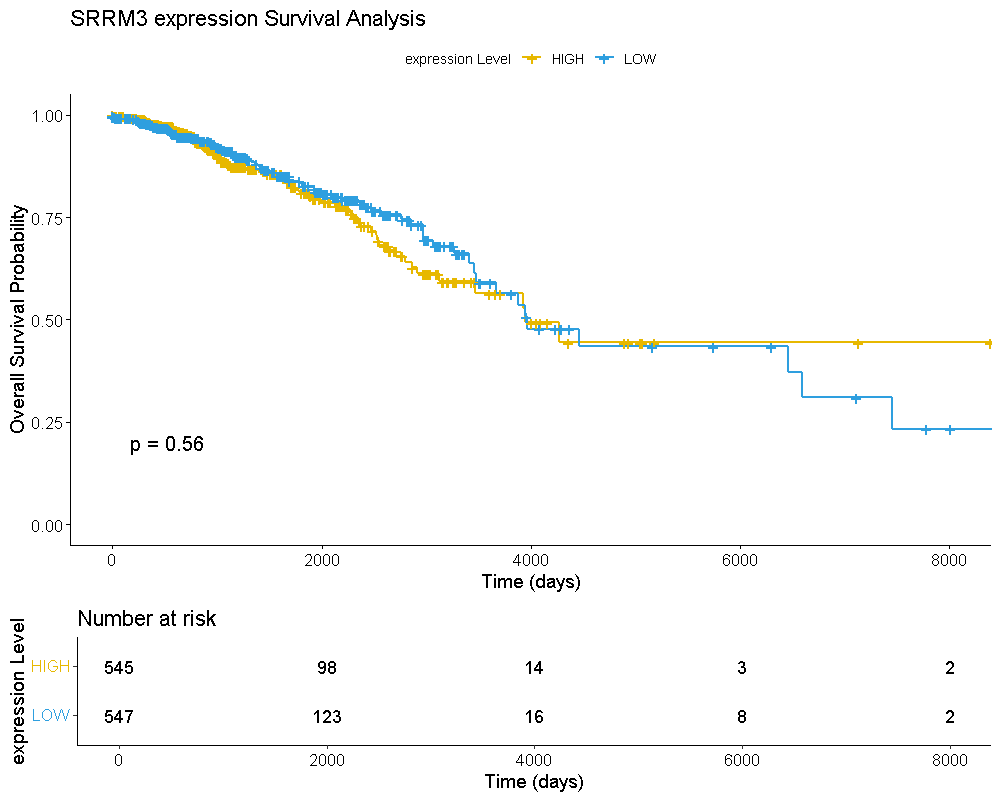 SRRM3 expression Survival Analysis
expression Level HIGH LOW
Overall Survival Probability
1.00
0.75
0.50
0.25
0.00
p = 0.56
0 2000 4000 6000 8000
Time (days)
Number at risk
expression Level
HIGH 545 98 14 3 2
LOW 547 123 16 8 2
0 2000 4000 6000 8000
Time (days)